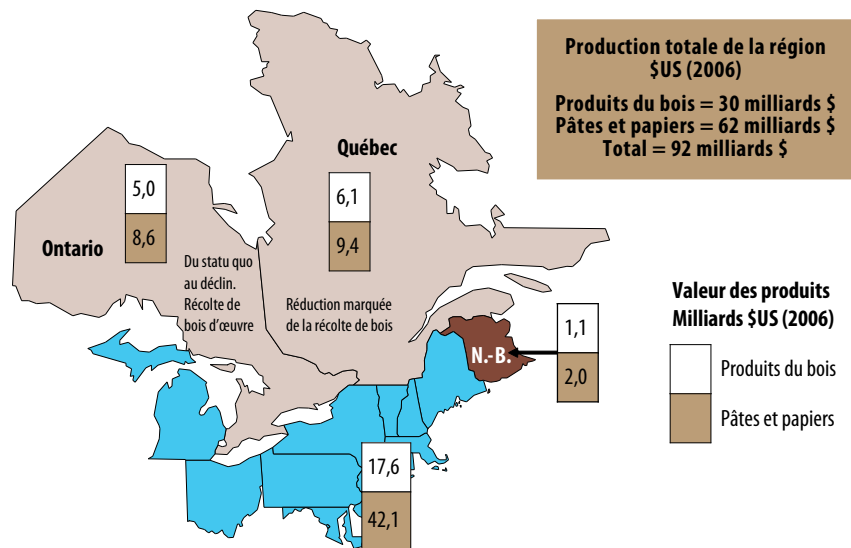 Production totale de la région
$US (2006)
Produits du bois = 30 milliards $
Pâtes et papiers = 62 milliards $
Total = 92 milliards $
Québec
5,0
8,6
6,1
9,4
Ontario
Du statu quo
au déclin.
Récolte de
bois d’œuvre
Réduction marquée
de la récolte de bois
N.-B.
1,1
2,0
Valeur des produits
Milliards $US (2006)
Produits du bois
Pâtes et papiers
17,6
42,1